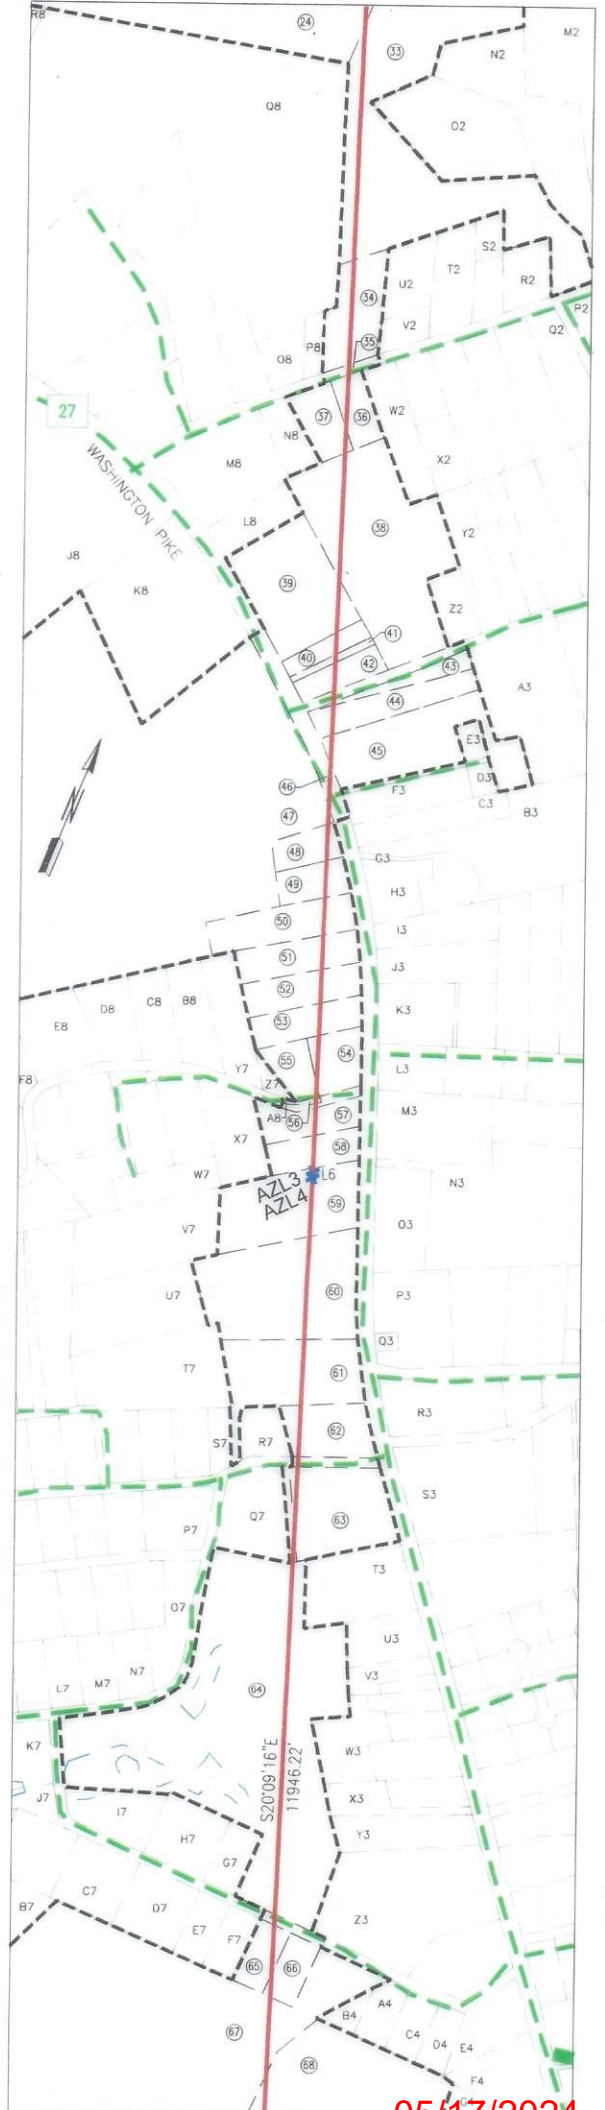 R8
24
M2
33
N2
Q8
O2
S2
T2
U2
R2
34
V2
P2
Q2
35
P8
O8
27
37
36
W2
N8
WASHINGTON PIKE
M8
X2
L8
38
Y2
J8
39
K8
Z2
41
40
42
43
A3
44
E3
45
D3
46
F3
C3
B3
47
48
G3
49
H3
50
I3
51
J3
52
C8
B8
D8
K3
53
E8
54
55
Y7
L3
F8
Z7
57
M3
A8
56
X7
58
W7
L6
N3
AZL3
AZL4
59
V7
O3
60
U7
P3
Q3
T7
61
R3
62
S7
R7
S3
Q7
63
P7
T3
O7
U3
N7
V3
M7
L7
64
K7
W3
S20°09'16"E
11946.22'
J7
X3
I7
Y3
H7
G7
C7
Z3
B7
D7
E7
F7
65
66
A4
B4
67
C4
D4
E4
68
F4
G4
05/17/2024